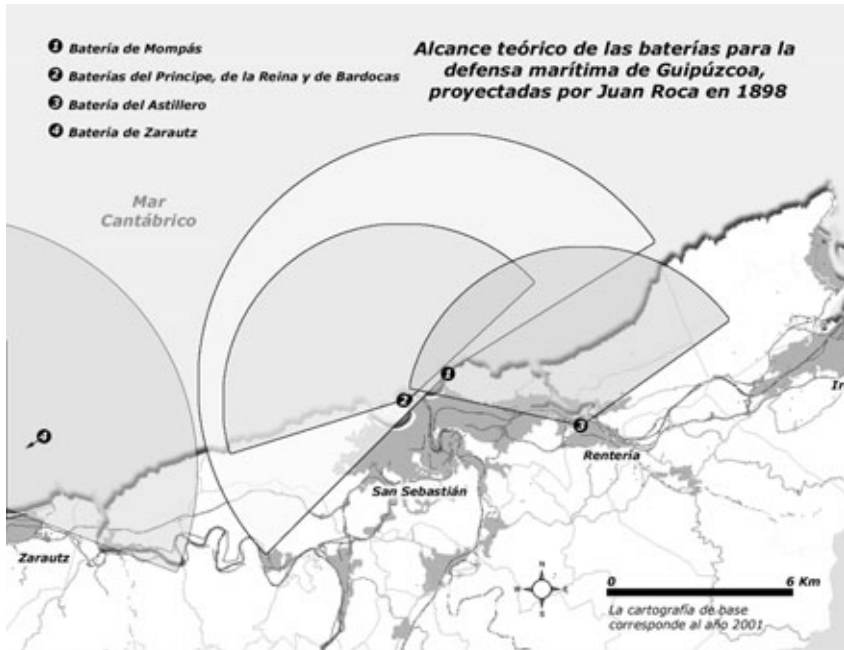 1 Batería de Mompás
2 Baterías del Príncipe, de la Reina y de Bardocas
3 Batería del Astillero
4 Batería de Zarautz
Alcance teórico de las baterías para la
defensa marítima de Guipúzcoa,
proyectadas por Juan Roca en 1898
Mar
Cantábrico
1
2
3
4
Ir
Rentería
San Sebastián
Zarautz
N
W E
S
0 6 Km
La cartografía de base
corresponde al año 2001